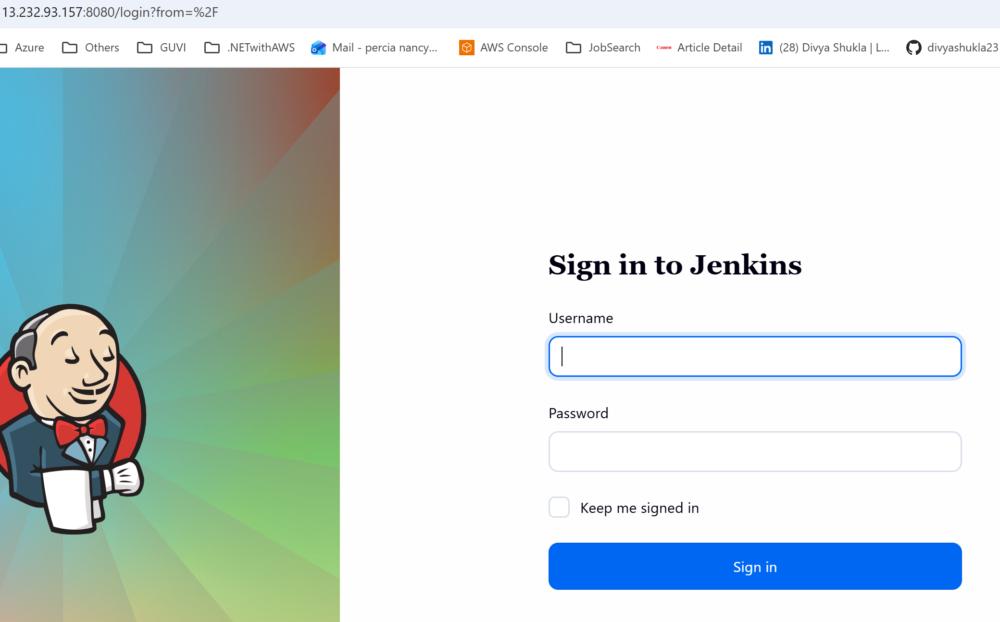 13.232.93.157:8080/login?from=%2F
Azure Others GUVI .NETwithAWS Mail - percia nancy... AWS Console JobSearch Canon Article Detail (28) Divya Shukla | L... divyashukla23
Sign in to Jenkins
Username
Password
Keep me signed in
Sign in